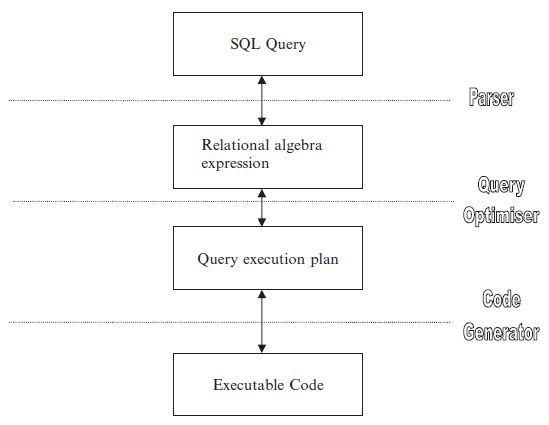 SQL Query
Parser
Relational algebra
expression
Query
Optimiser
Query execution plan
Code
Generator
Executable Code